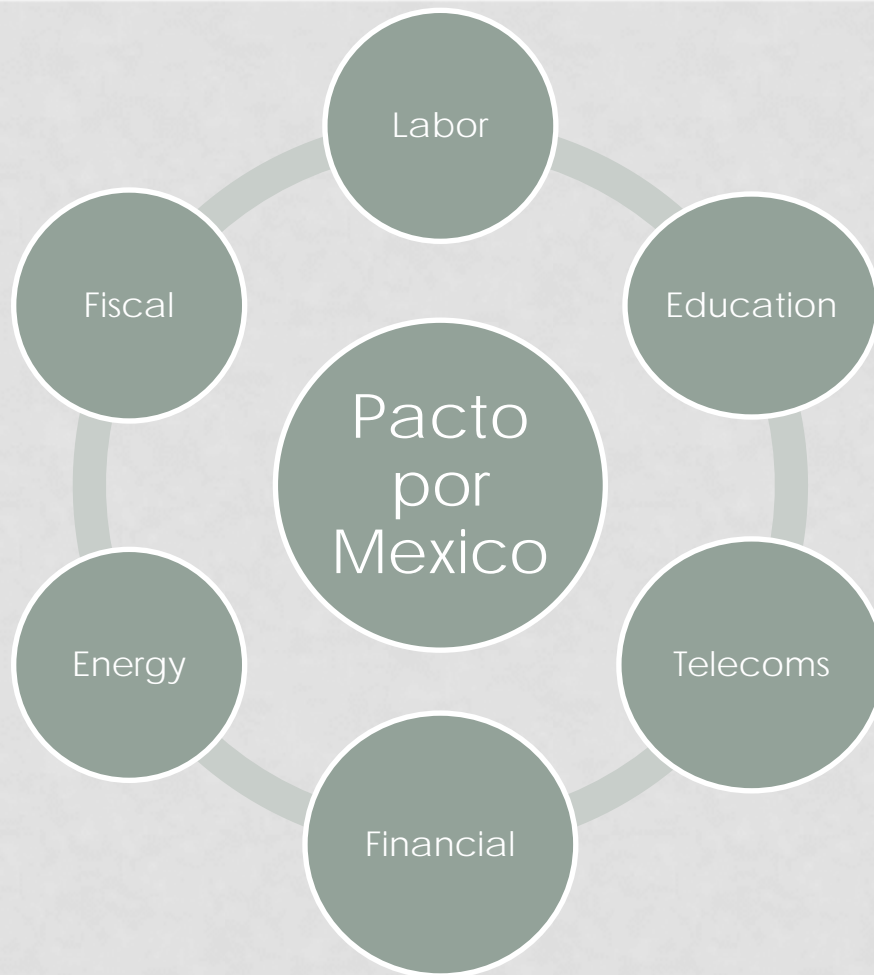 Labor
Fiscal
Education
Pacto
por
Mexico
Energy
Telecoms
Financial